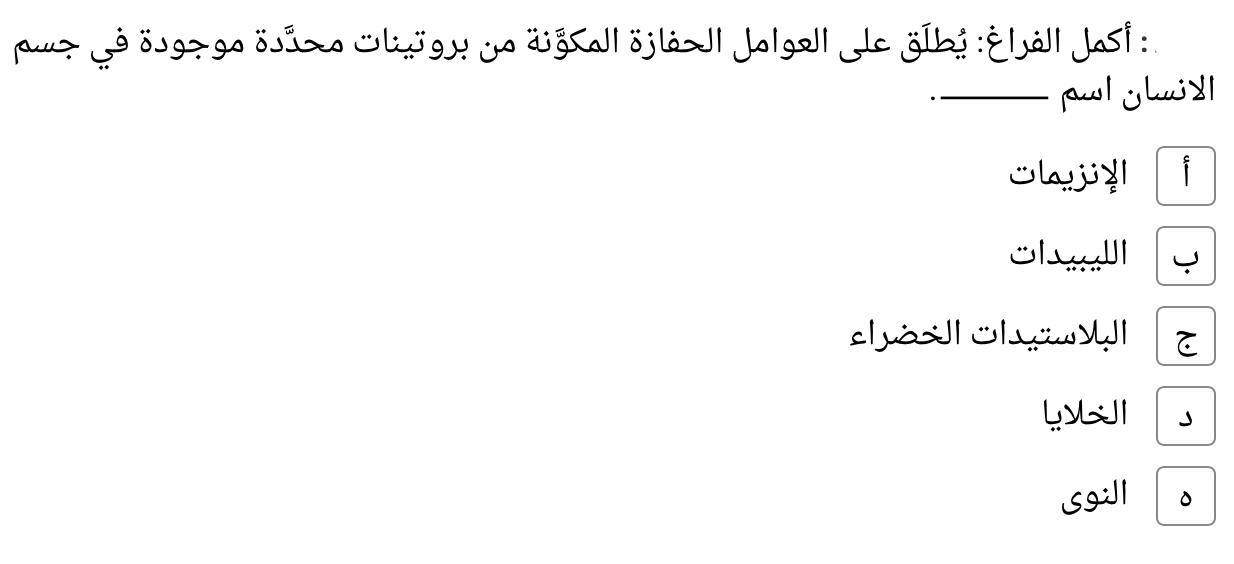 : أكمل الفراغ: يُطلَق على العوامل الحفازة المكوَّنة من بروتينات محدَّدة موجودة في جسم
الانسان اسم ______.
أ الإنزيمات
ب الليبيدات
ج البلاستيدات الخضراء
د الخلايا
ه النوى